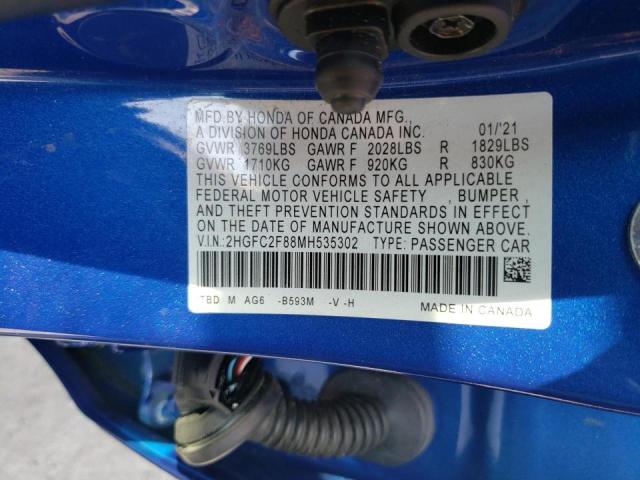 MFD.BY HONDA OF CANADA MFG.,
A DIVISION OF HONDA CANADA INC. 01/'21
GVWR 3769LBS GAWR F 2028LBS R 1829LBS
GVWR 1710KG GAWR F 920KG R 830KG
THIS VEHICLE CONFORMS TO ALL APPLICABLE
FEDERAL MOTOR VEHICLE SAFETY , BUMPER,
AND THEFT PREVENTION STANDARDS IN EFFECT
ON THE DATE OF MANUFACTURE SHOWN ABOVE.
V.I.N: 2HGFC2F88MH535302 TYPE: PASSENGER CAR
TBD M AG6 -B593M -V -H
MADE IN CANADA